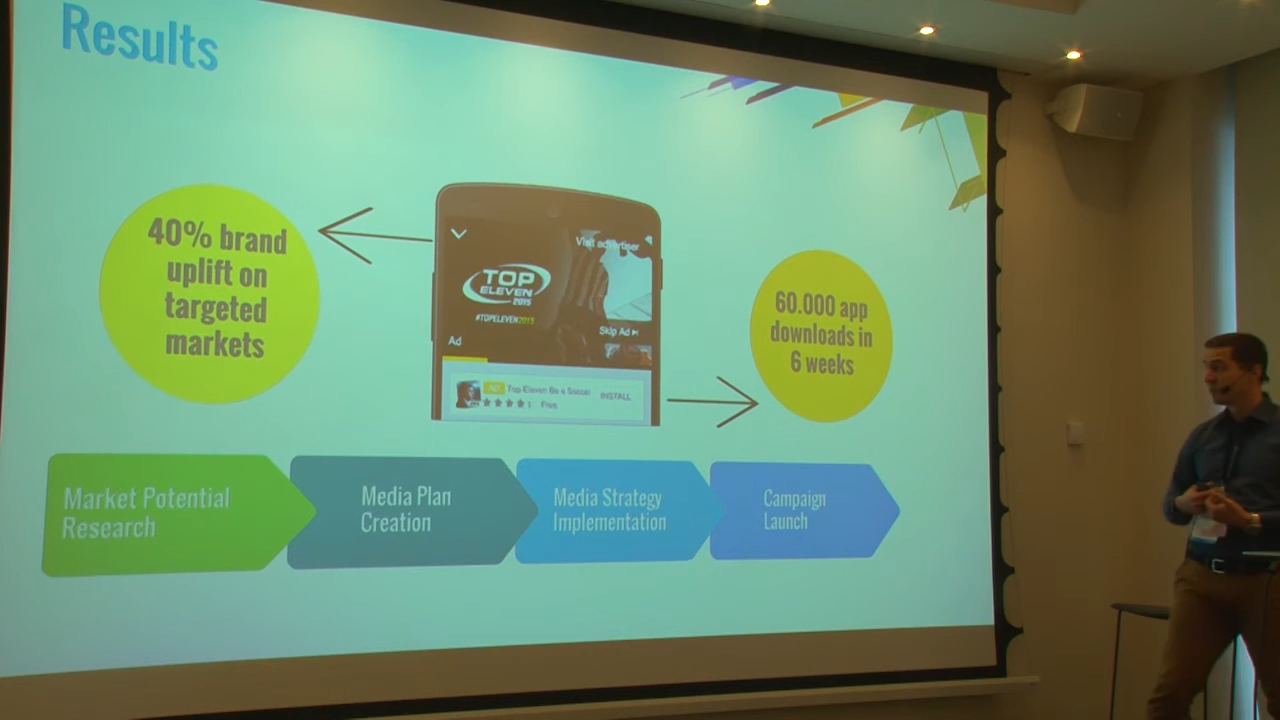 Results
40% brand
uplift on
targeted
markets
Visit advertiser
TOP
ELEVEN
2015
#TOPELEVEN2015
Skip Ad
Ad
Top Eleven Be a Soccer
Free
INSTALL
60.000 app
downloads in
6 weeks
Market Potential
Research
Media Plan
Creation
Media Strategy
Implementation
Campaign
Launch